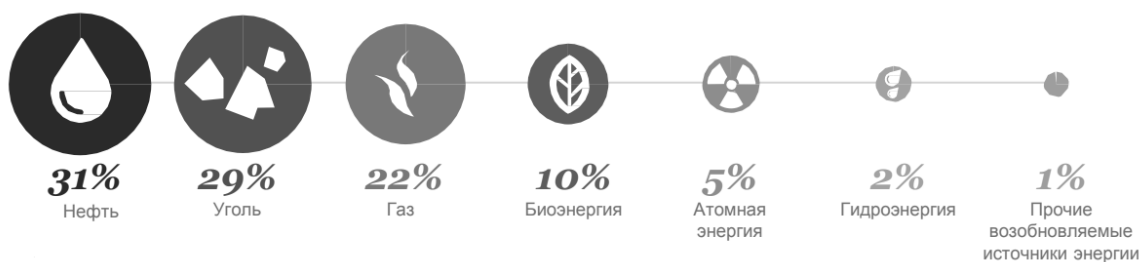 31% 29% 22% 10% 5% 2% 1%
Нефть Уголь Газ Биоэнергия Атомная Гидроэнергия Прочие
энергия возобновляемые
источники энергии